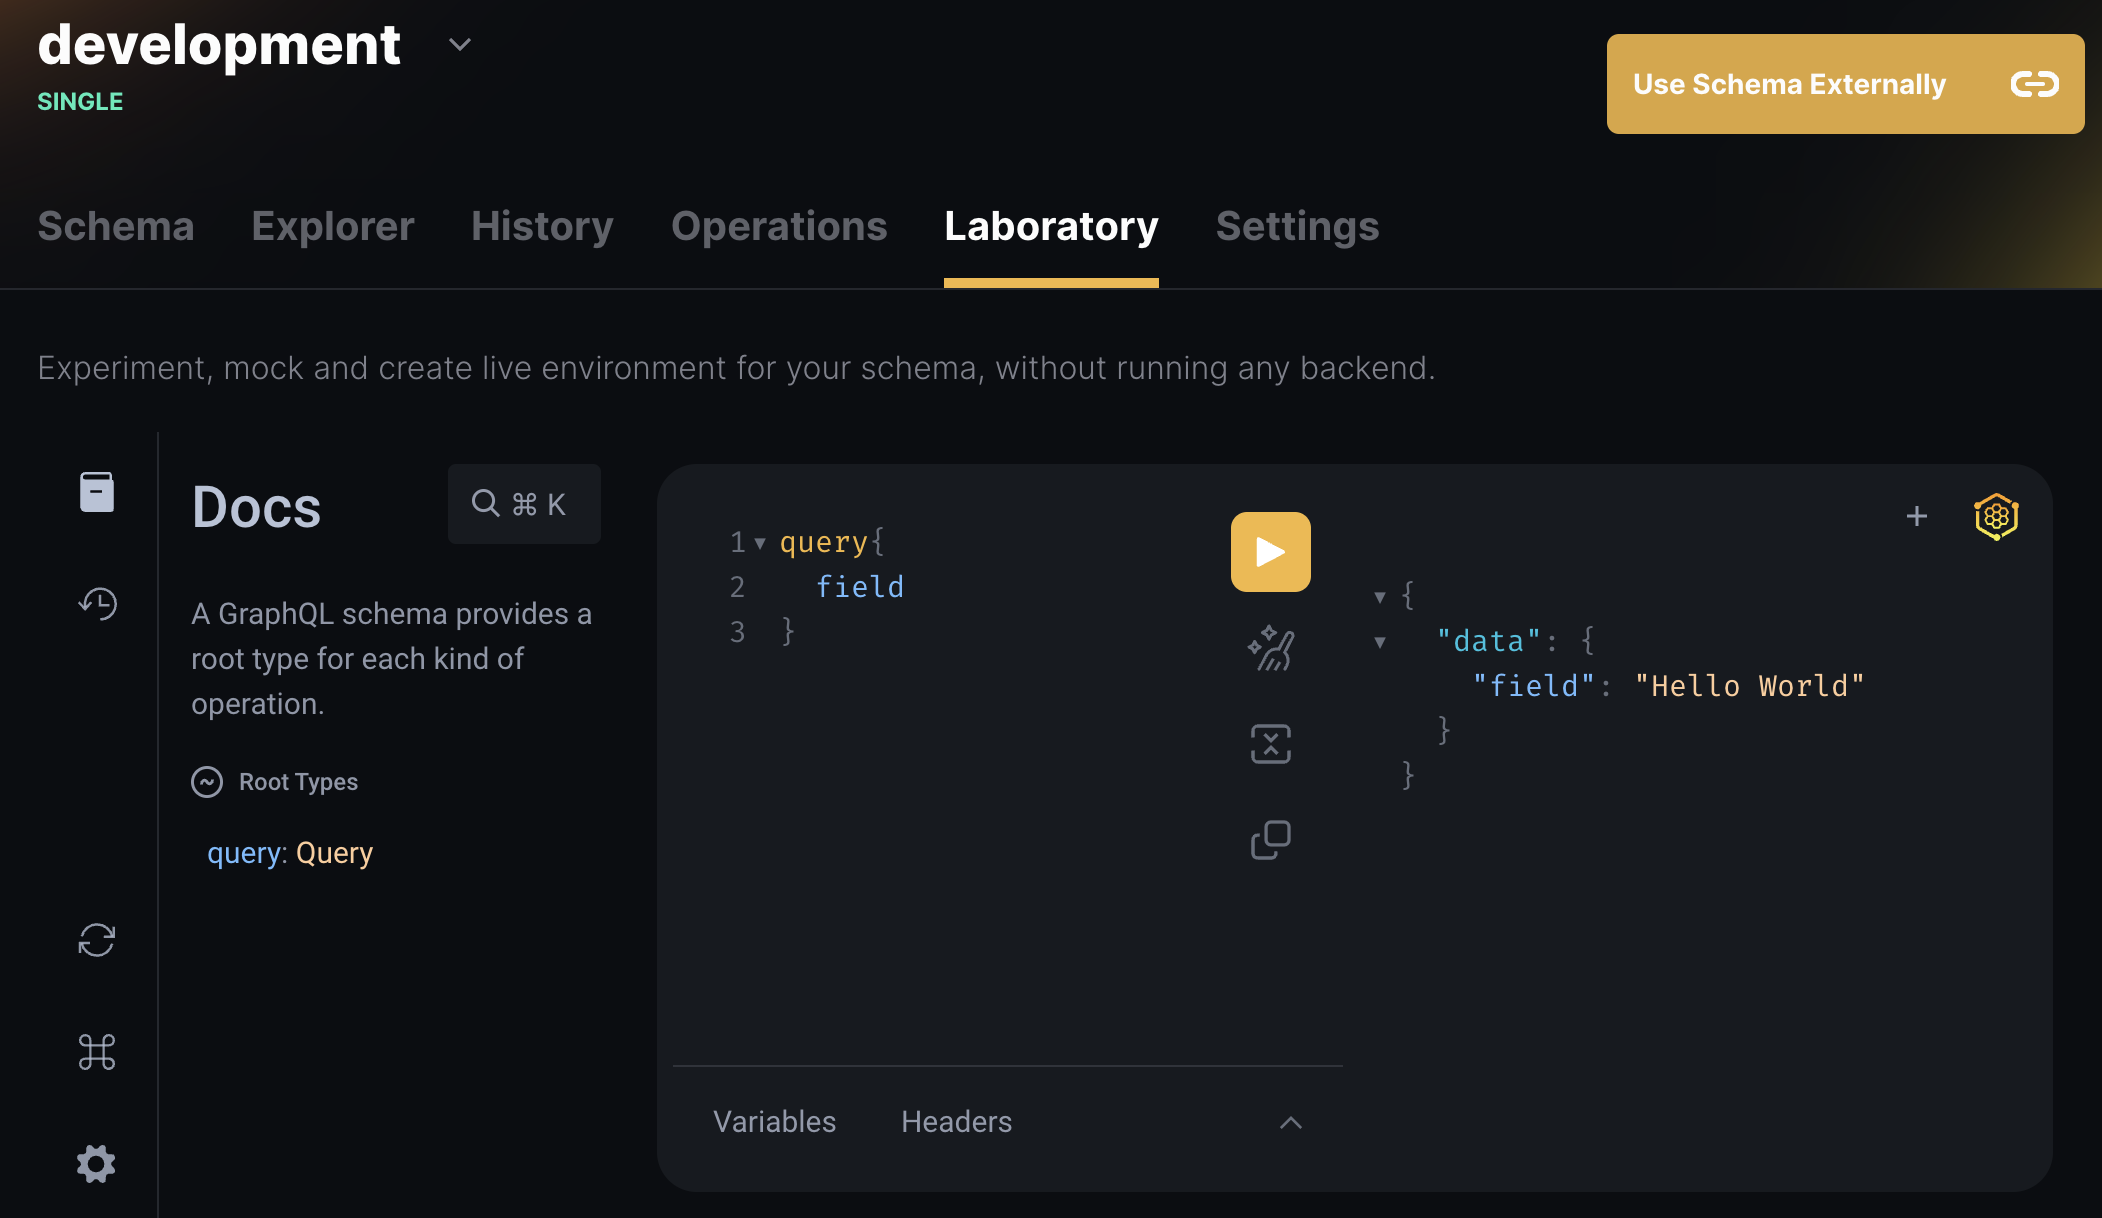 development
SINGLE
Use Schema Externally
Schema Explorer History Operations Laboratory Settings
Experiment, mock and create live environment for your schema, without running any backend.
Docs
⌘ K
A GraphQL schema provides a
root type for each kind of
operation.
Root Types
query: Query
1 query{
2 field
3 }
{
"data": {
"field": "Hello World"
}
}
Variables Headers